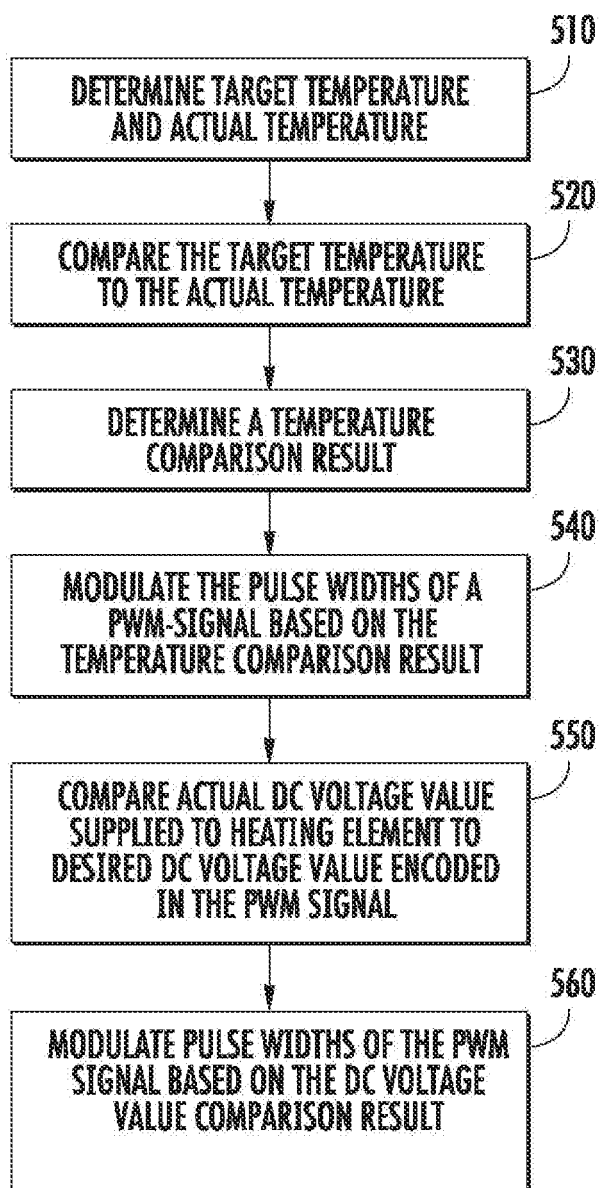 510
DETERMINE TARGET TEMPERATURE
AND ACTUAL TEMPERATURE
520
COMPARE THE TARGET TEMPERATURE
TO THE ACTUAL TEMPERATURE
530
DETERMINE A TEMPERATURE
COMPARISON RESULT
540
MODULATE THE PULSE WIDTHS OF A
PWM-SIGNAL BASED ON THE
TEMPERATURE COMPARISON RESULT
550
COMPARE ACTUAL DC VOLTAGE VALUE
SUPPLIED TO HEATING ELEMENT TO
DESIRED DC VOLTAGE VALUE ENCODED
IN THE PWM SIGNAL
560
MODULATE PULSE WIDTHS OF THE PWM
SIGNAL BASED ON THE DC VOLTAGE
VALUE COMPARISON RESULT